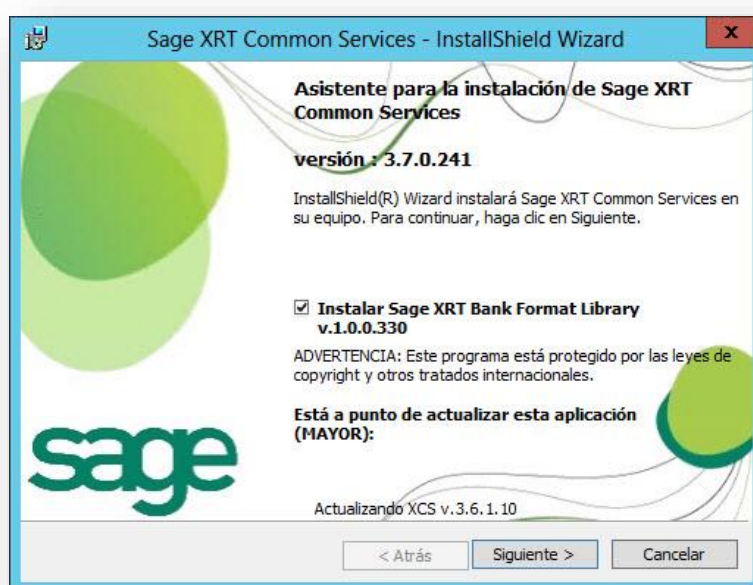 Sage XRT Common Services - InstallShield Wizard
x
Asistente para la instalación de Sage XRT
Common Services
versión : 3.7.0.241
InstallShield(R) Wizard instalará Sage XRT Common Services en
su equipo. Para continuar, haga clic en Siguiente.
Instalar Sage XRT Bank Format Library
v.1.0.0.330
ADVERTENCIA: Este programa está protegido por las leyes de
copyright y otros tratados internacionales.
Está a punto de actualizar esta aplicación
(MAYOR):
sage
Actualizando XCS v.3.6.1.10
< Atrás
Siguiente >
Cancelar